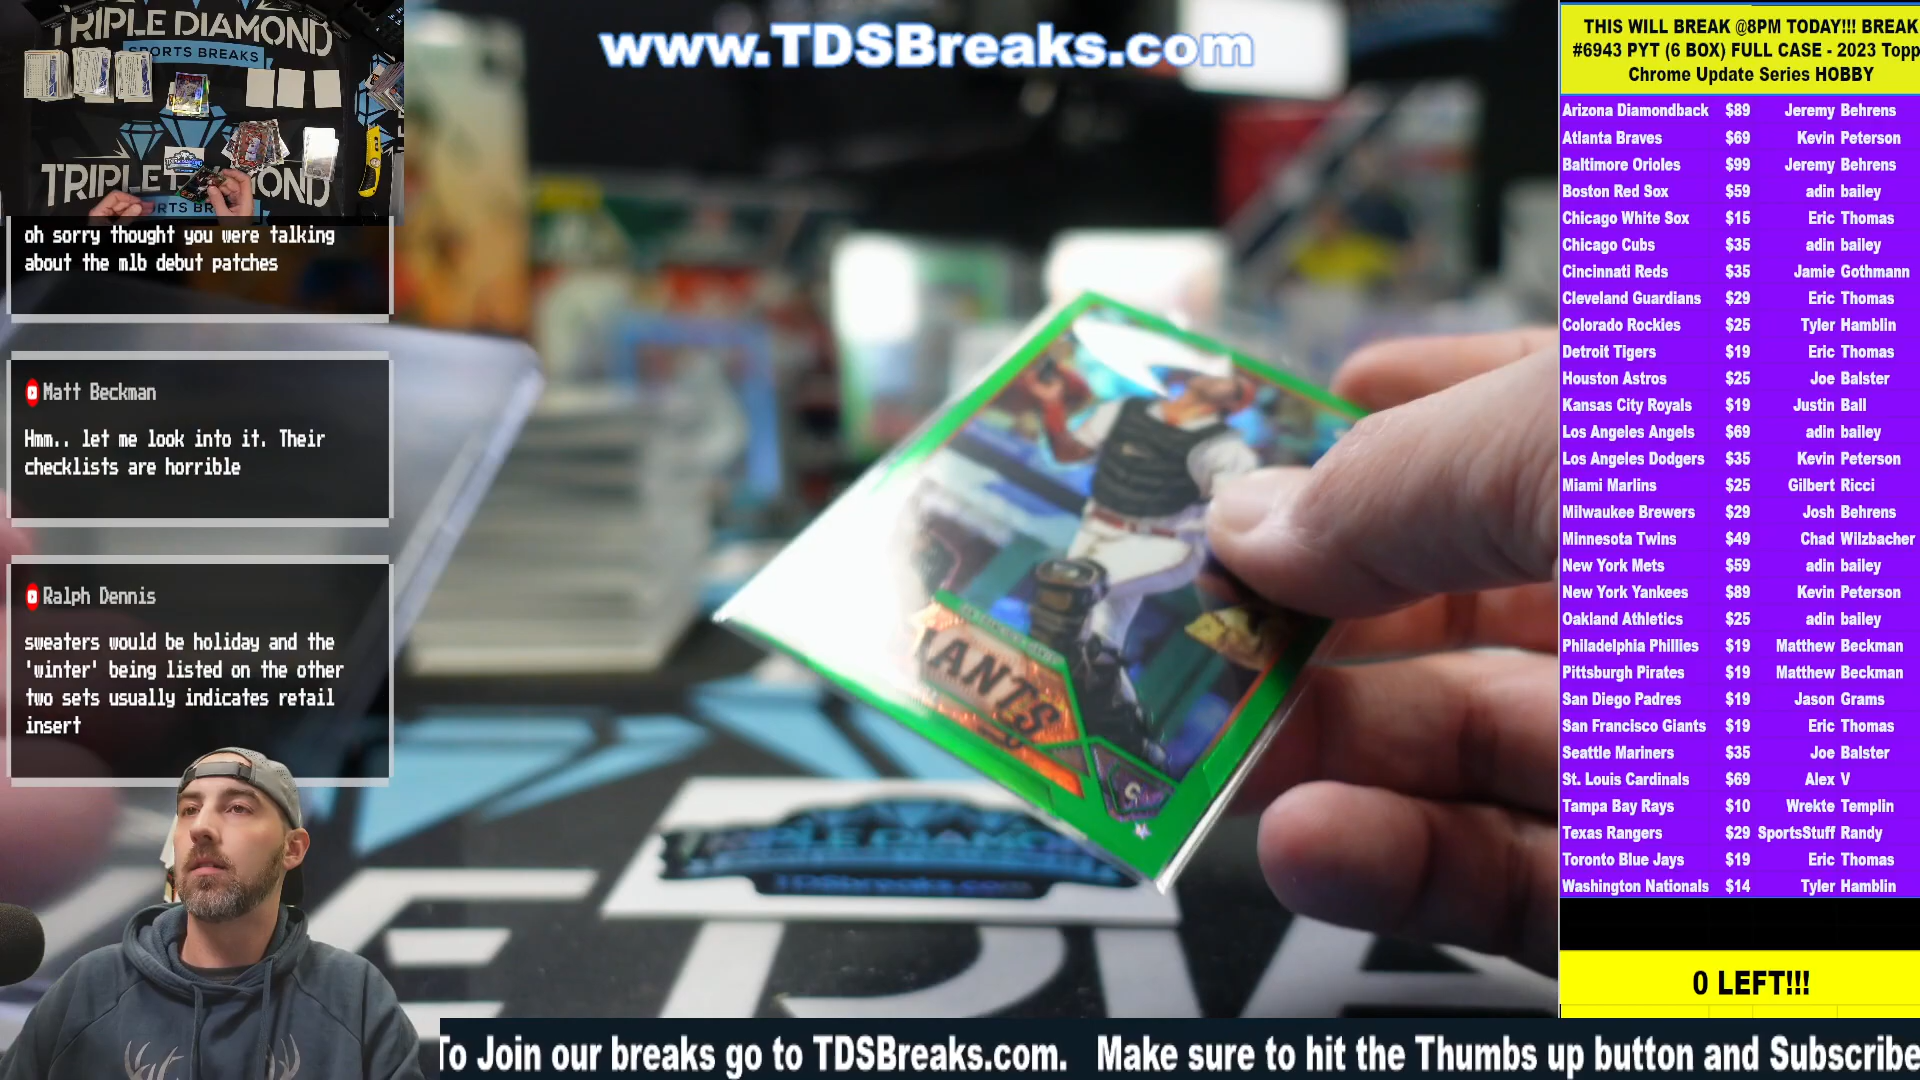 TRIPLE DIAMOND
SPORTS BREAKS
TRIPLE
OND
oh sorry thought you were talking
about the mlb debut patches
Matt Beckman
Hmm.. let me look into it. Their
checklists are horrible
Ralph Dennis
sweaters would be holiday and the
'winter' being listed on the other
two sets usually indicates retail
insert
www.TDSBreaks.com
IANTS
C
TRIPLE DIAMO
TDSbreaks.com
THIS WILL BREAK @8PM TODAY!!! BREAK
#6943 PYT (6 BOX) FULL CASE - 2023 Topp
Chrome Update Series HOBBY
Arizona Diamondback $89 Jeremy Behrens
Atlanta Braves $69 Kevin Peterson
Baltimore Orioles $99 Jeremy Behrens
Boston Red Sox $59 adin bailey
Chicago White Sox $15 Eric Thomas
Chicago Cubs $35 adin bailey
Cincinnati Reds $35 Jamie Gothmann
Cleveland Guardians $29 Eric Thomas
Colorado Rockies $25 Tyler Hamblin
Detroit Tigers $19 Eric Thomas
Houston Astros $25 Joe Balster
Kansas City Royals $19 Justin Ball
Los Angeles Angels $69 adin bailey
Los Angeles Dodgers $35 Kevin Peterson
Miami Marlins $25 Gilbert Ricci
Milwaukee Brewers $29 Josh Behrens
Minnesota Twins $49 Chad Wilzbacher
New York Mets $59 adin bailey
New York Yankees $89 Kevin Peterson
Oakland Athletics $25 adin bailey
Philadelphia Phillies $19 Matthew Beckman
Pittsburgh Pirates $19 Matthew Beckman
San Diego Padres $19 Jason Grams
San Francisco Giants $19 Eric Thomas
Seattle Mariners $35 Joe Balster
St. Louis Cardinals $69 Alex V
Tampa Bay Rays $10 Wrekte Templin
Texas Rangers $29 SportsStuff Randy
Toronto Blue Jays $19 Eric Thomas
Washington Nationals $14 Tyler Hamblin
0 LEFT!!!
To Join our breaks go to TDSBreaks.com. Make sure to hit the Thumbs up button and Subscribe